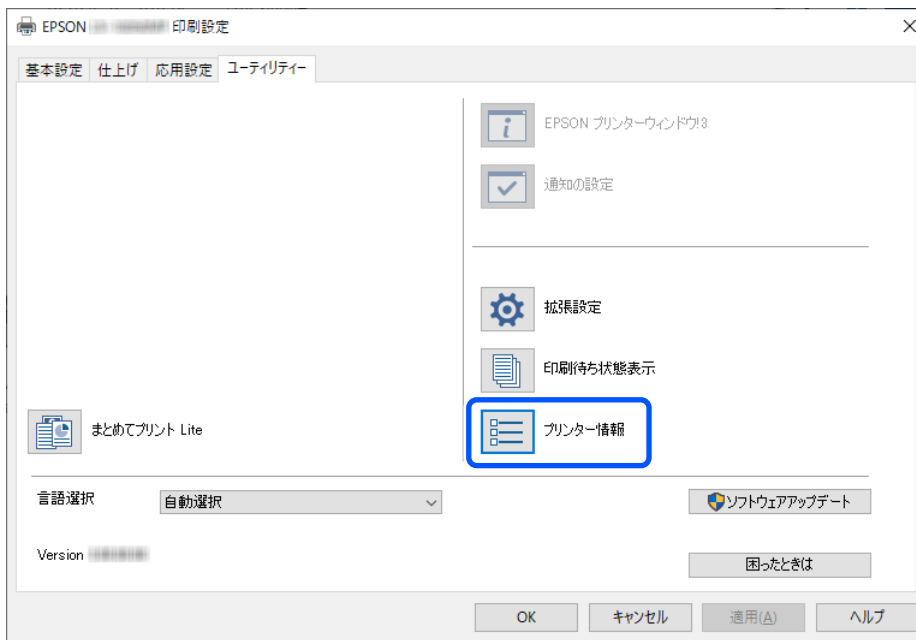 EPSON 印刷設定
基本設定 仕上げ 応用設定 ユーティリティー
EPSON プリンターウィンドウ!3
通知の設定
拡張設定
印刷待ち状態表示
まとめてプリント Lite
プリンター情報
言語選択
自動選択
ソフトウェアアップデート
Version
困ったときは
OK キャンセル 適用(A) ヘルプ